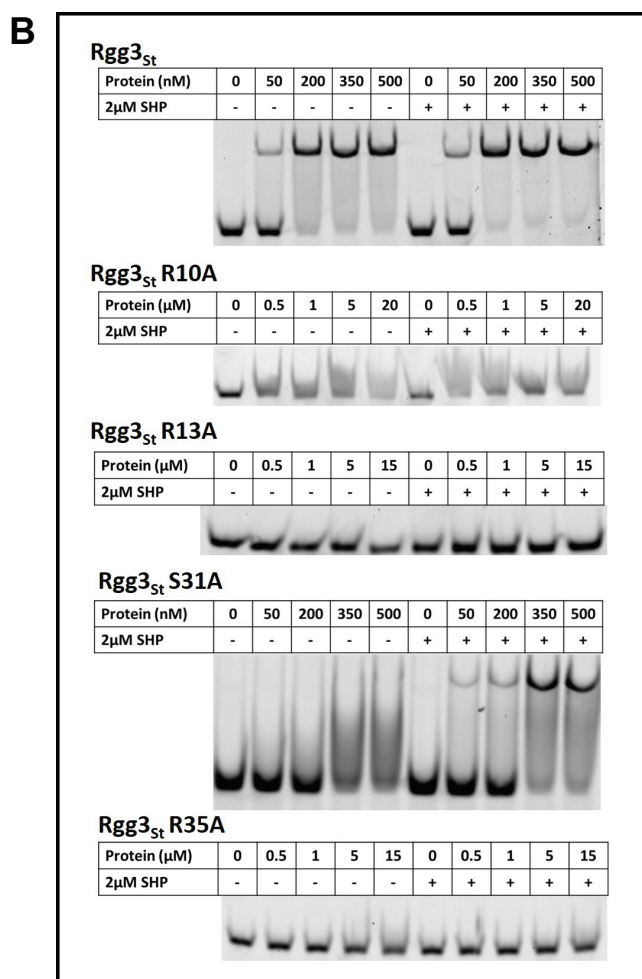 B
Rgg3St
Protein (nM) 0 50 200 350 500 0 50 200 350 500
2μM SHP - - - - - + + + + +
Rgg3St R10A
Protein (μM) 0 0.5 1 5 20 0 0.5 1 5 20
2μM SHP - - - - - + + + + +
Rgg3St R13A
Protein (μM) 0 0.5 1 5 15 0 0.5 1 5 15
2μM SHP - - - - - + + + + +
Rgg3St S31A
Protein (nM) 0 50 200 350 500 0 50 200 350 500
2μM SHP - - - - - + + + + +
Rgg3St R35A
Protein (μM) 0 0.5 1 5 15 0 0.5 1 5 15
2μM SHP - - - - - + + + + +